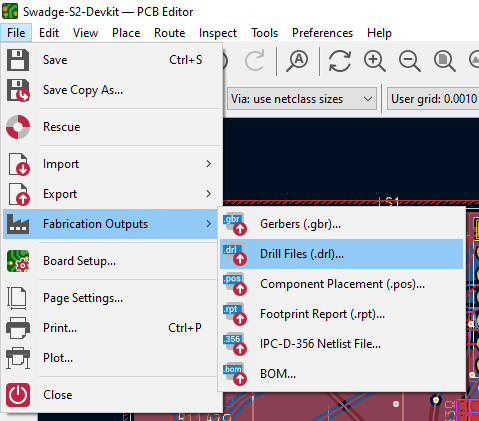 Swadge-S2-Devkit — PCB Editor
File Edit View Place Route Inspect Tools Preferences Help
Save Ctrl+S
Save Copy As...
Rescue
Import
Export
Fabrication Outputs
Board Setup...
Page Settings...
Print... Ctrl+P
Plot...
Close
Via: use netclass sizes
User grid: 0.0010
S1
.gbr Gerbers (.gbr)...
.drl Drill Files (.drl)...
.pos Component Placement (.pos)...
.rpt Footprint Report (.rpt)...
.356 IPC-D-356 Netlist File...
.bom BOM...